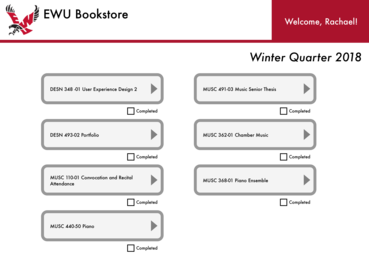 EWU Bookstore
Welcome, Rachael!
Winter Quarter 2018
DESN 348 -01 User Experience Design 2
Completed
MUSC 491-03 Music Senior Thesis
Completed
DESN 493-02 Portfolio
Completed
MUSC 362-01 Chamber Music
Completed
MUSC 110-01 Convocation and Recital
Attendance
Completed
MUSC 368-01 Piano Ensemble
Completed
MUSC 440-50 Piano
Completed